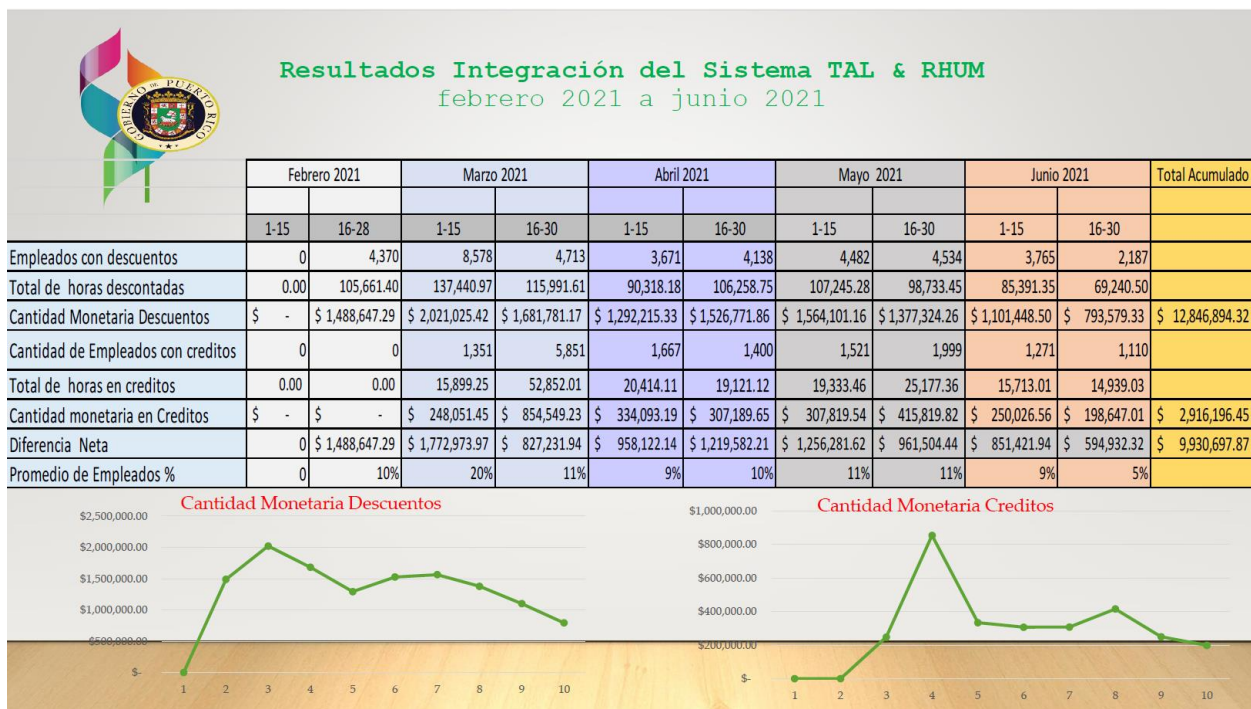 GOBIERNO DE PUERTO RICO
Resultados Integración del Sistema TAL & RHUM
febrero 2021 a junio 2021
Febrero 2021 Marzo 2021 Abril 2021 Mayo 2021 Junio 2021 Total Acumulado
1-15 16-28 1-15 16-30 1-15 16-30 1-15 16-30 1-15 16-30
Empleados con descuentos 0 4,370 8,578 4,713 3,671 4,138 4,482 4,534 3,765 2,187
Total de horas descontadas 0.00 105,661.40 137,440.97 115,991.61 90,318.18 106,258.75 107,245.28 98,733.45 85,391.35 69,240.50
Cantidad Monetaria Descuentos $ - $ 1,488,647.29 $ 2,021,025.42 $ 1,681,781.17 $ 1,292,215.33 $ 1,526,771.86 $ 1,564,101.16 $ 1,377,324.26 $ 1,101,448.50 $ 793,579.33 $ 12,846,894.32
Cantidad de Empleados con creditos 0 0 1,351 5,851 1,667 1,400 1,521 1,999 1,271 1,110
Total de horas en creditos 0.00 0.00 15,899.25 52,852.01 20,414.11 19,121.12 19,333.46 25,177.36 15,713.01 14,939.03
Cantidad monetaria en Creditos $ - $ - $ 248,051.45 $ 854,549.23 $ 334,093.19 $ 307,189.65 $ 307,819.54 $ 415,819.82 $ 250,026.56 $ 198,647.01 $ 2,916,196.45
Diferencia Neta 0 $ 1,488,647.29 $ 1,772,973.97 $ 827,231.94 $ 958,122.14 $ 1,219,582.21 $ 1,256,281.62 $ 961,504.44 $ 851,421.94 $ 594,932.32 $ 9,930,697.87
Promedio de Empleados % 0 10% 20% 11% 9% 10% 11% 11% 9% 5%
Cantidad Monetaria Descuentos
$2,500,000.00
$2,000,000.00
$1,500,000.00
$1,000,000.00
$500,000.00
$-
1 2 3 4 5 6 7 8 9 10
Cantidad Monetaria Creditos
$1,000,000.00
$800,000.00
$600,000.00
$400,000.00
$200,000.00
$-
1 2 3 4 5 6 7 8 9 10